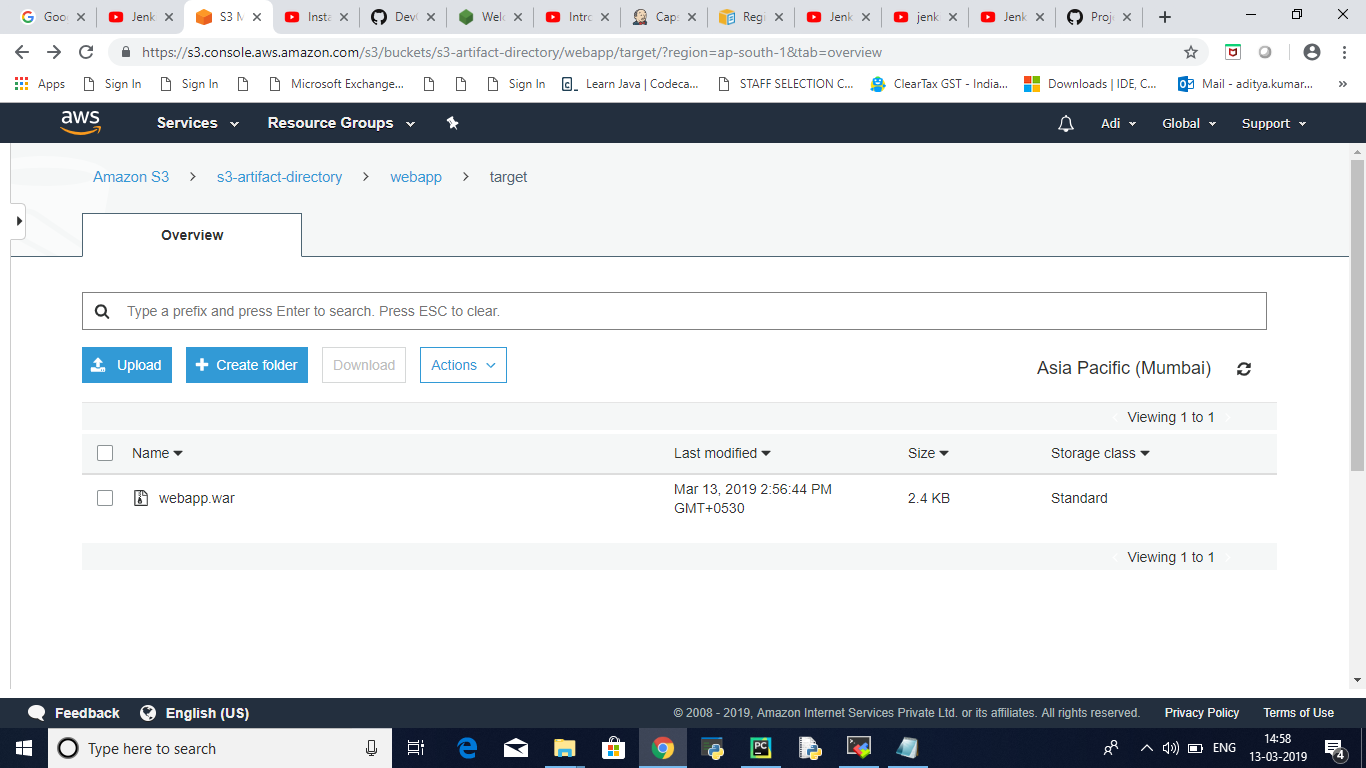 Goo
Jenk
S3 M
Insta
DevO
Welc
Intro
Caps
Regi
Jenk
jenk
Jenk
Proje
https://s3.console.aws.amazon.com/s3/buckets/s3-artifact-directory/webapp/target/?region=ap-south-1&tab=overview
Apps Sign In Sign In Microsoft Exchange... Sign In Learn Java | Codeca... STAFF SELECTION C... ClearTax GST - India... Downloads | IDE, C... Mail - aditya.kumar... »
aws Services Resource Groups Adi Global Support
Amazon S3 > s3-artifact-directory > webapp > target
Overview
Type a prefix and press Enter to search. Press ESC to clear.
Upload + Create folder Download Actions Asia Pacific (Mumbai)
Viewing 1 to 1
Name Last modified Size Storage class
webapp.war Mar 13, 2019 2:56:44 PM GMT+0530 2.4 KB Standard
Viewing 1 to 1
Feedback English (US) © 2008 - 2019, Amazon Internet Services Private Ltd. or its affiliates. All rights reserved. Privacy Policy Terms of Use
Type here to search PC ENG 14:58
13-03-2019 4